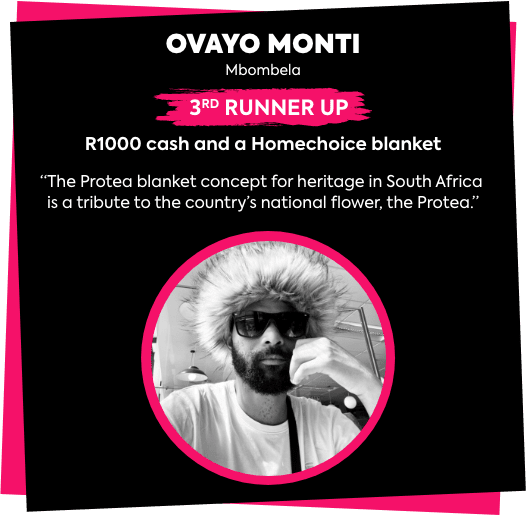 OVAYO MONTI
Mbombela
3RD RUNNER UP
R1000 cash and a Homechoice blanket
“The Protea blanket concept for heritage in South Africa
is a tribute to the country’s national flower, the Protea.”